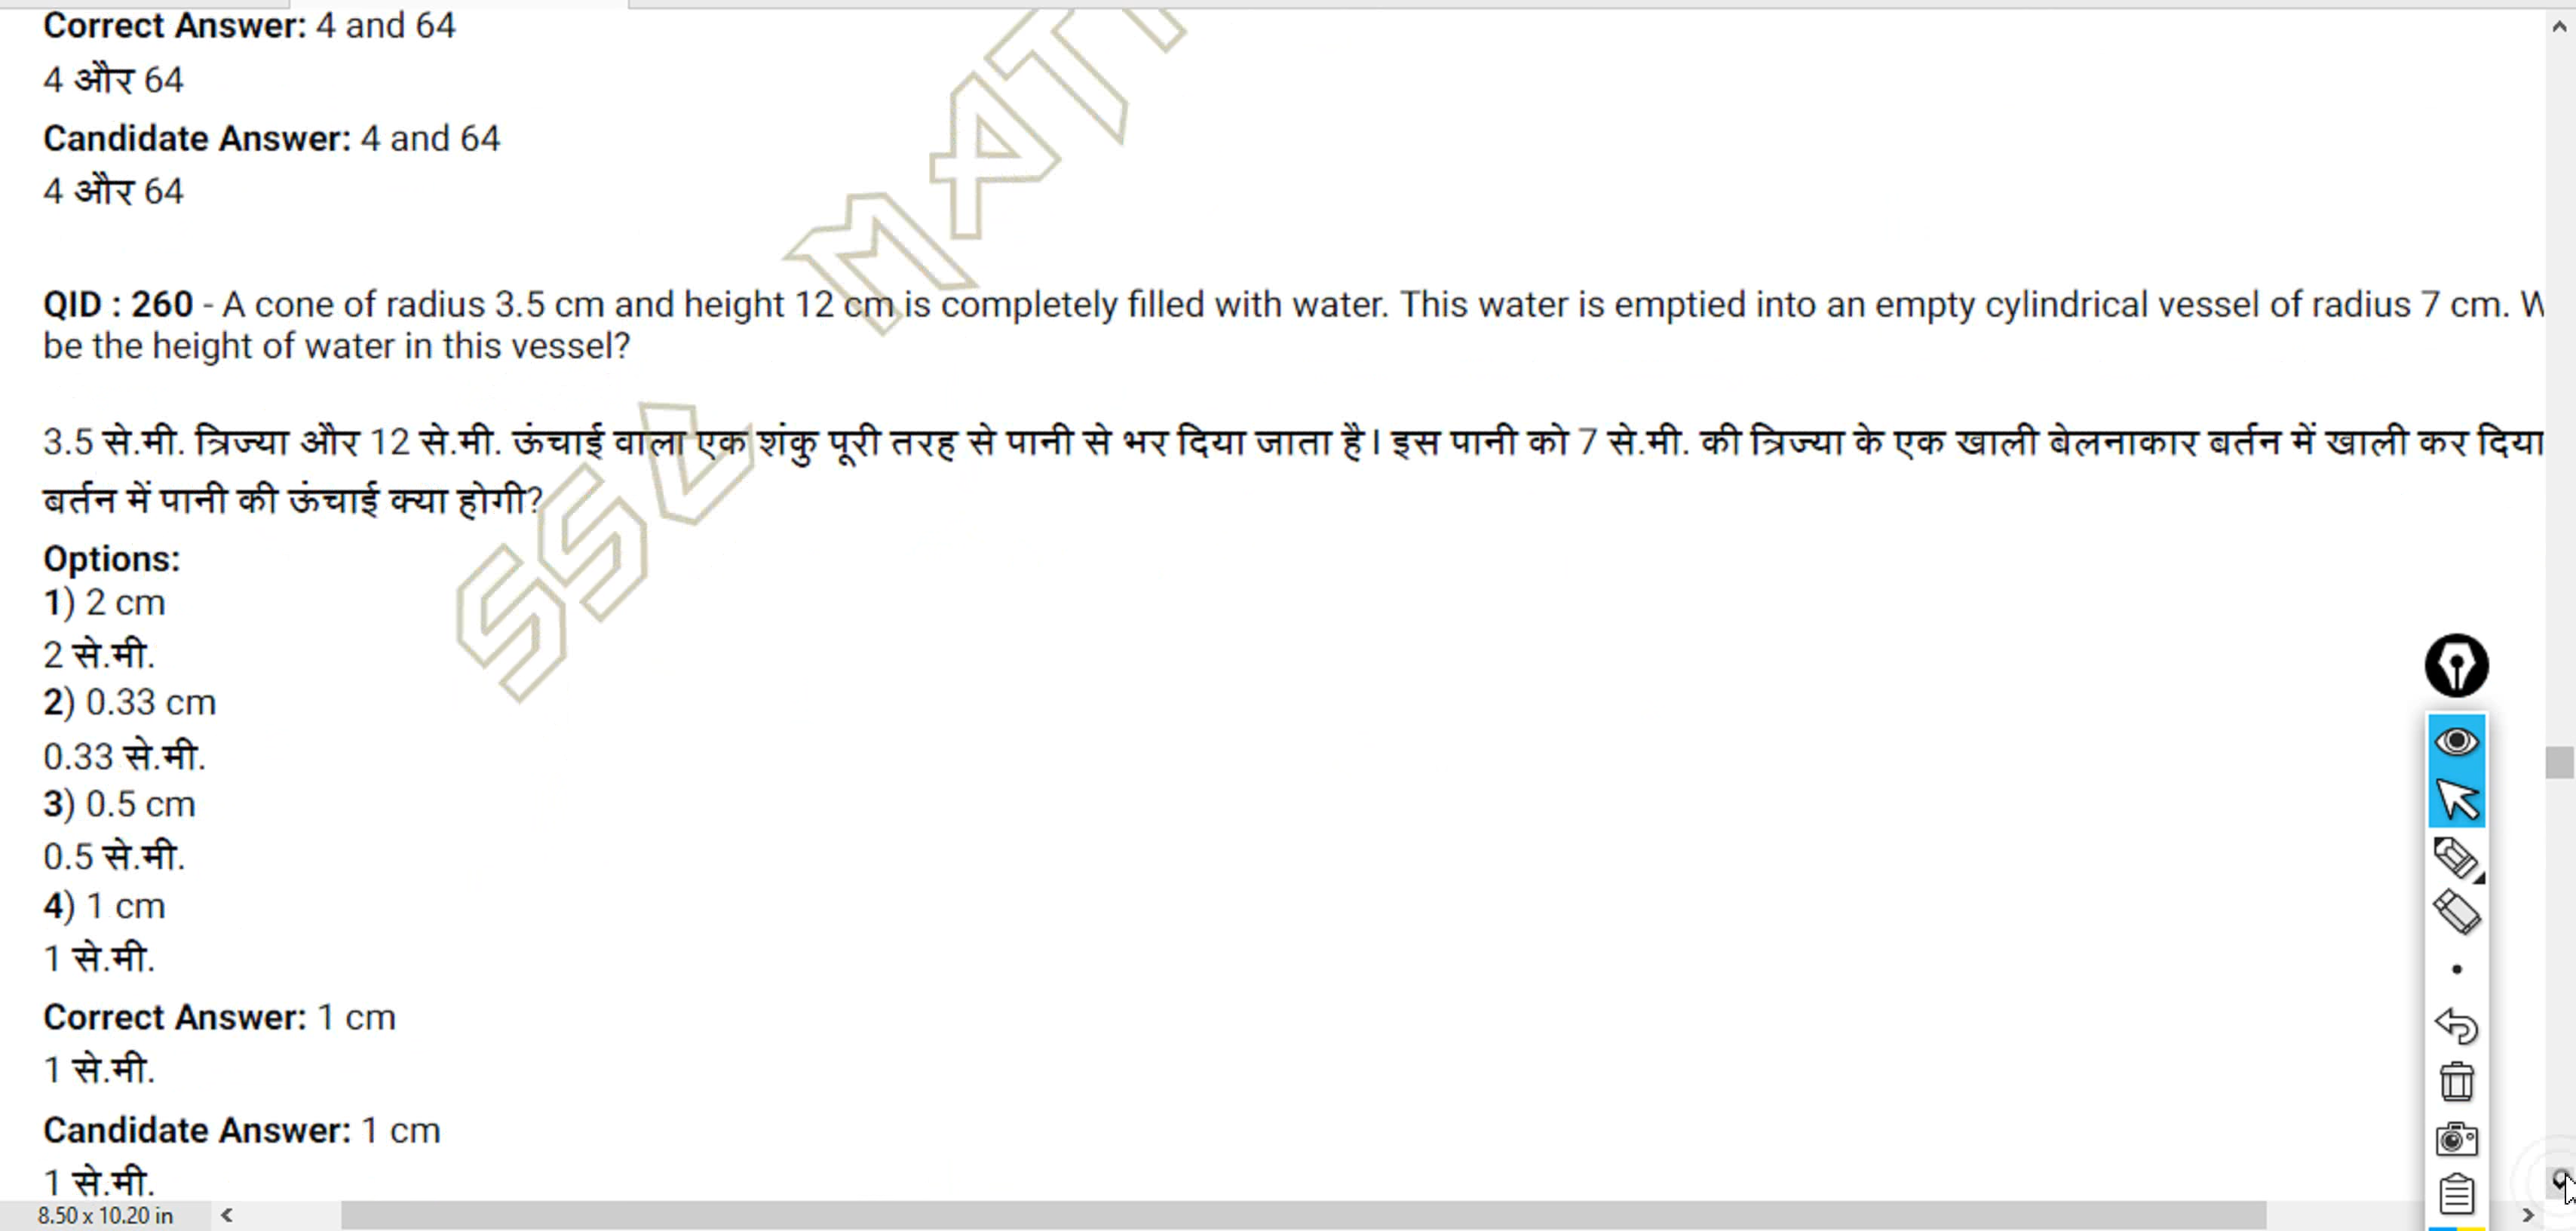 Correct Answer: 4 and 64
4 और 64
Candidate Answer: 4 and 64
4 और 64
QID : 260 - A cone of radius 3.5 cm and height 12 cm is completely filled with water. This water is emptied into an empty cylindrical vessel of radius 7 cm.
be the height of water in this vessel?
3.5 से.मी. त्रिज्या और 12 से.मी. ऊंचाई वाला एक शंकु पूरी तरह से पानी से भर दिया जाता है। इस पानी को 7 से.मी. की त्रिज्या के एक खाली बेलनाकार बर्तन में खाली कर दिया
बर्तन में पानी की ऊंचाई क्या होगी?
Options:
1) 2 cm
2 से.मी.
2) 0.33 cm
0.33 से.मी.
3) 0.5 cm
0.5 से.मी.
4) 1 cm
1 से.मी.
Correct Answer: 1 cm
1 से.मी.
Candidate Answer: 1 cm
1 से.मी.
SSC MAT
8.50 x 10.20 in